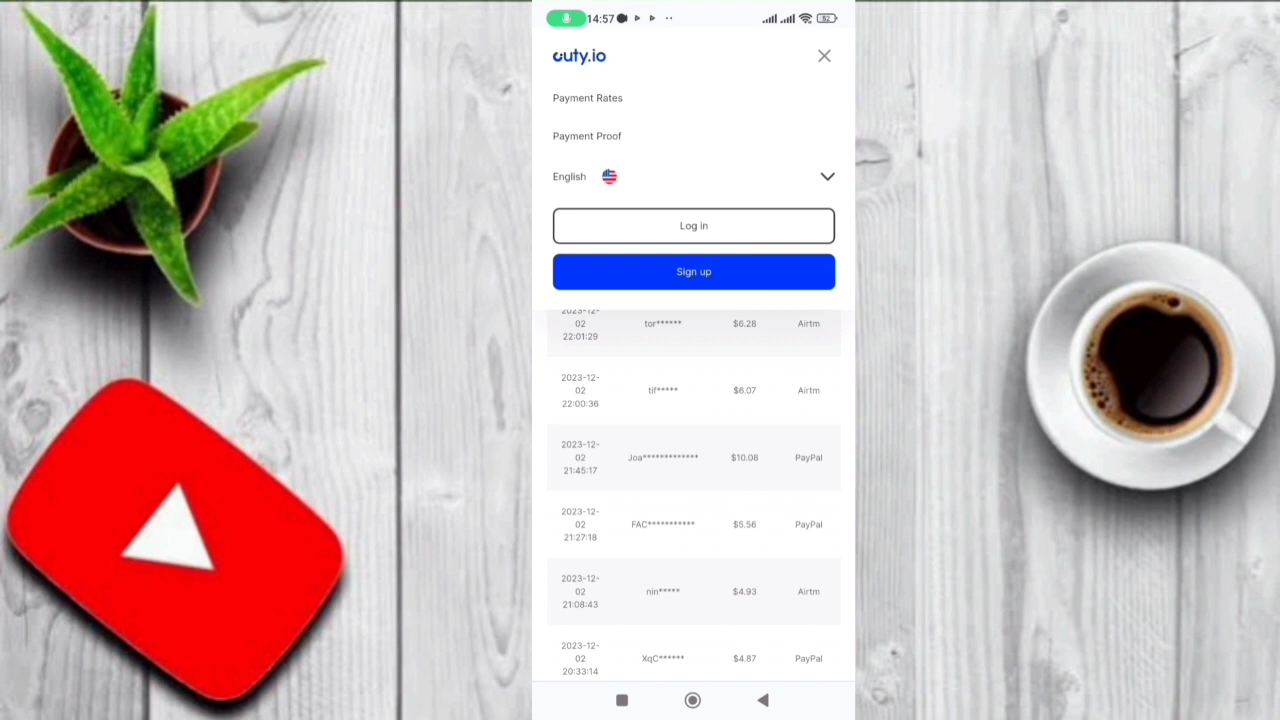 14:57
52
cuty.io
Payment Rates
Payment Proof
English
Log in
Sign up
2023-12-
02
22:01:29
tor******
$6.28
Airtm
2023-12-
02
22:00:36
tif*****
$6.07
Airtm
2023-12-
02
21:45:17
Joa*************
$10.08
PayPal
2023-12-
02
21:27:18
FAC***********
$5.56
PayPal
2023-12-
02
21:08:43
nin*****
$4.93
Airtm
2023-12-
02
20:33:14
XqC******
$4.87
PayPal